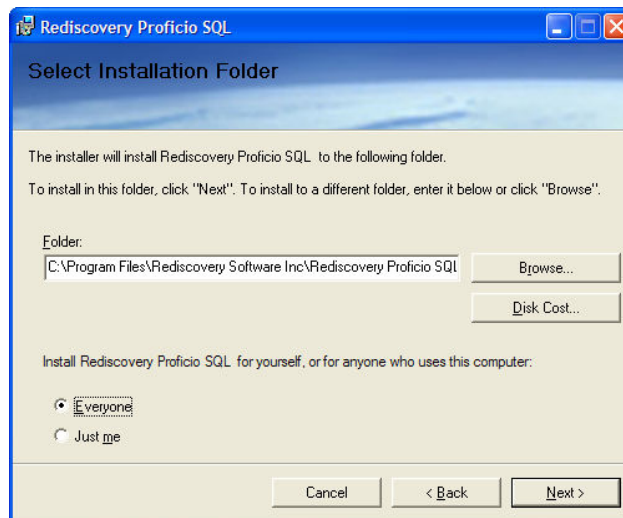 Rediscovery Proficio SQL
Select Installation Folder
The installer will install Rediscovery Proficio SQL to the following folder.
To install in this folder, click "Next". To install to a different folder, enter it below or click "Browse".
Folder:
C:\Program Files\Rediscovery Software Inc\Rediscovery Proficio SQL
Browse...
Disk Cost...
Install Rediscovery Proficio SQL for yourself, or for anyone who uses this computer:
Everyone
Just me
Cancel
< Back
Next >